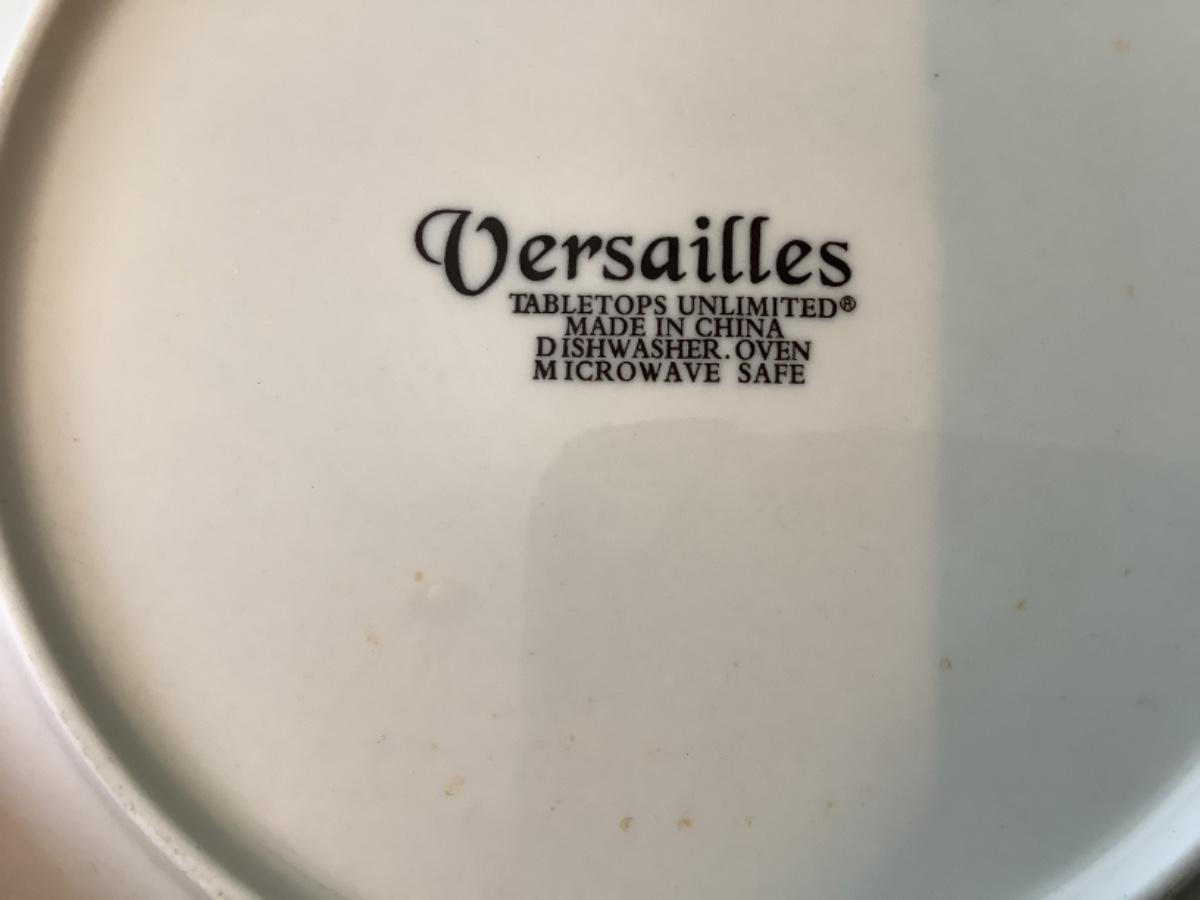 Versailles
TABLETOPS UNLIMITED®
MADE IN CHINA
DISHWASHER. OVEN
MICROWAVE SAFE